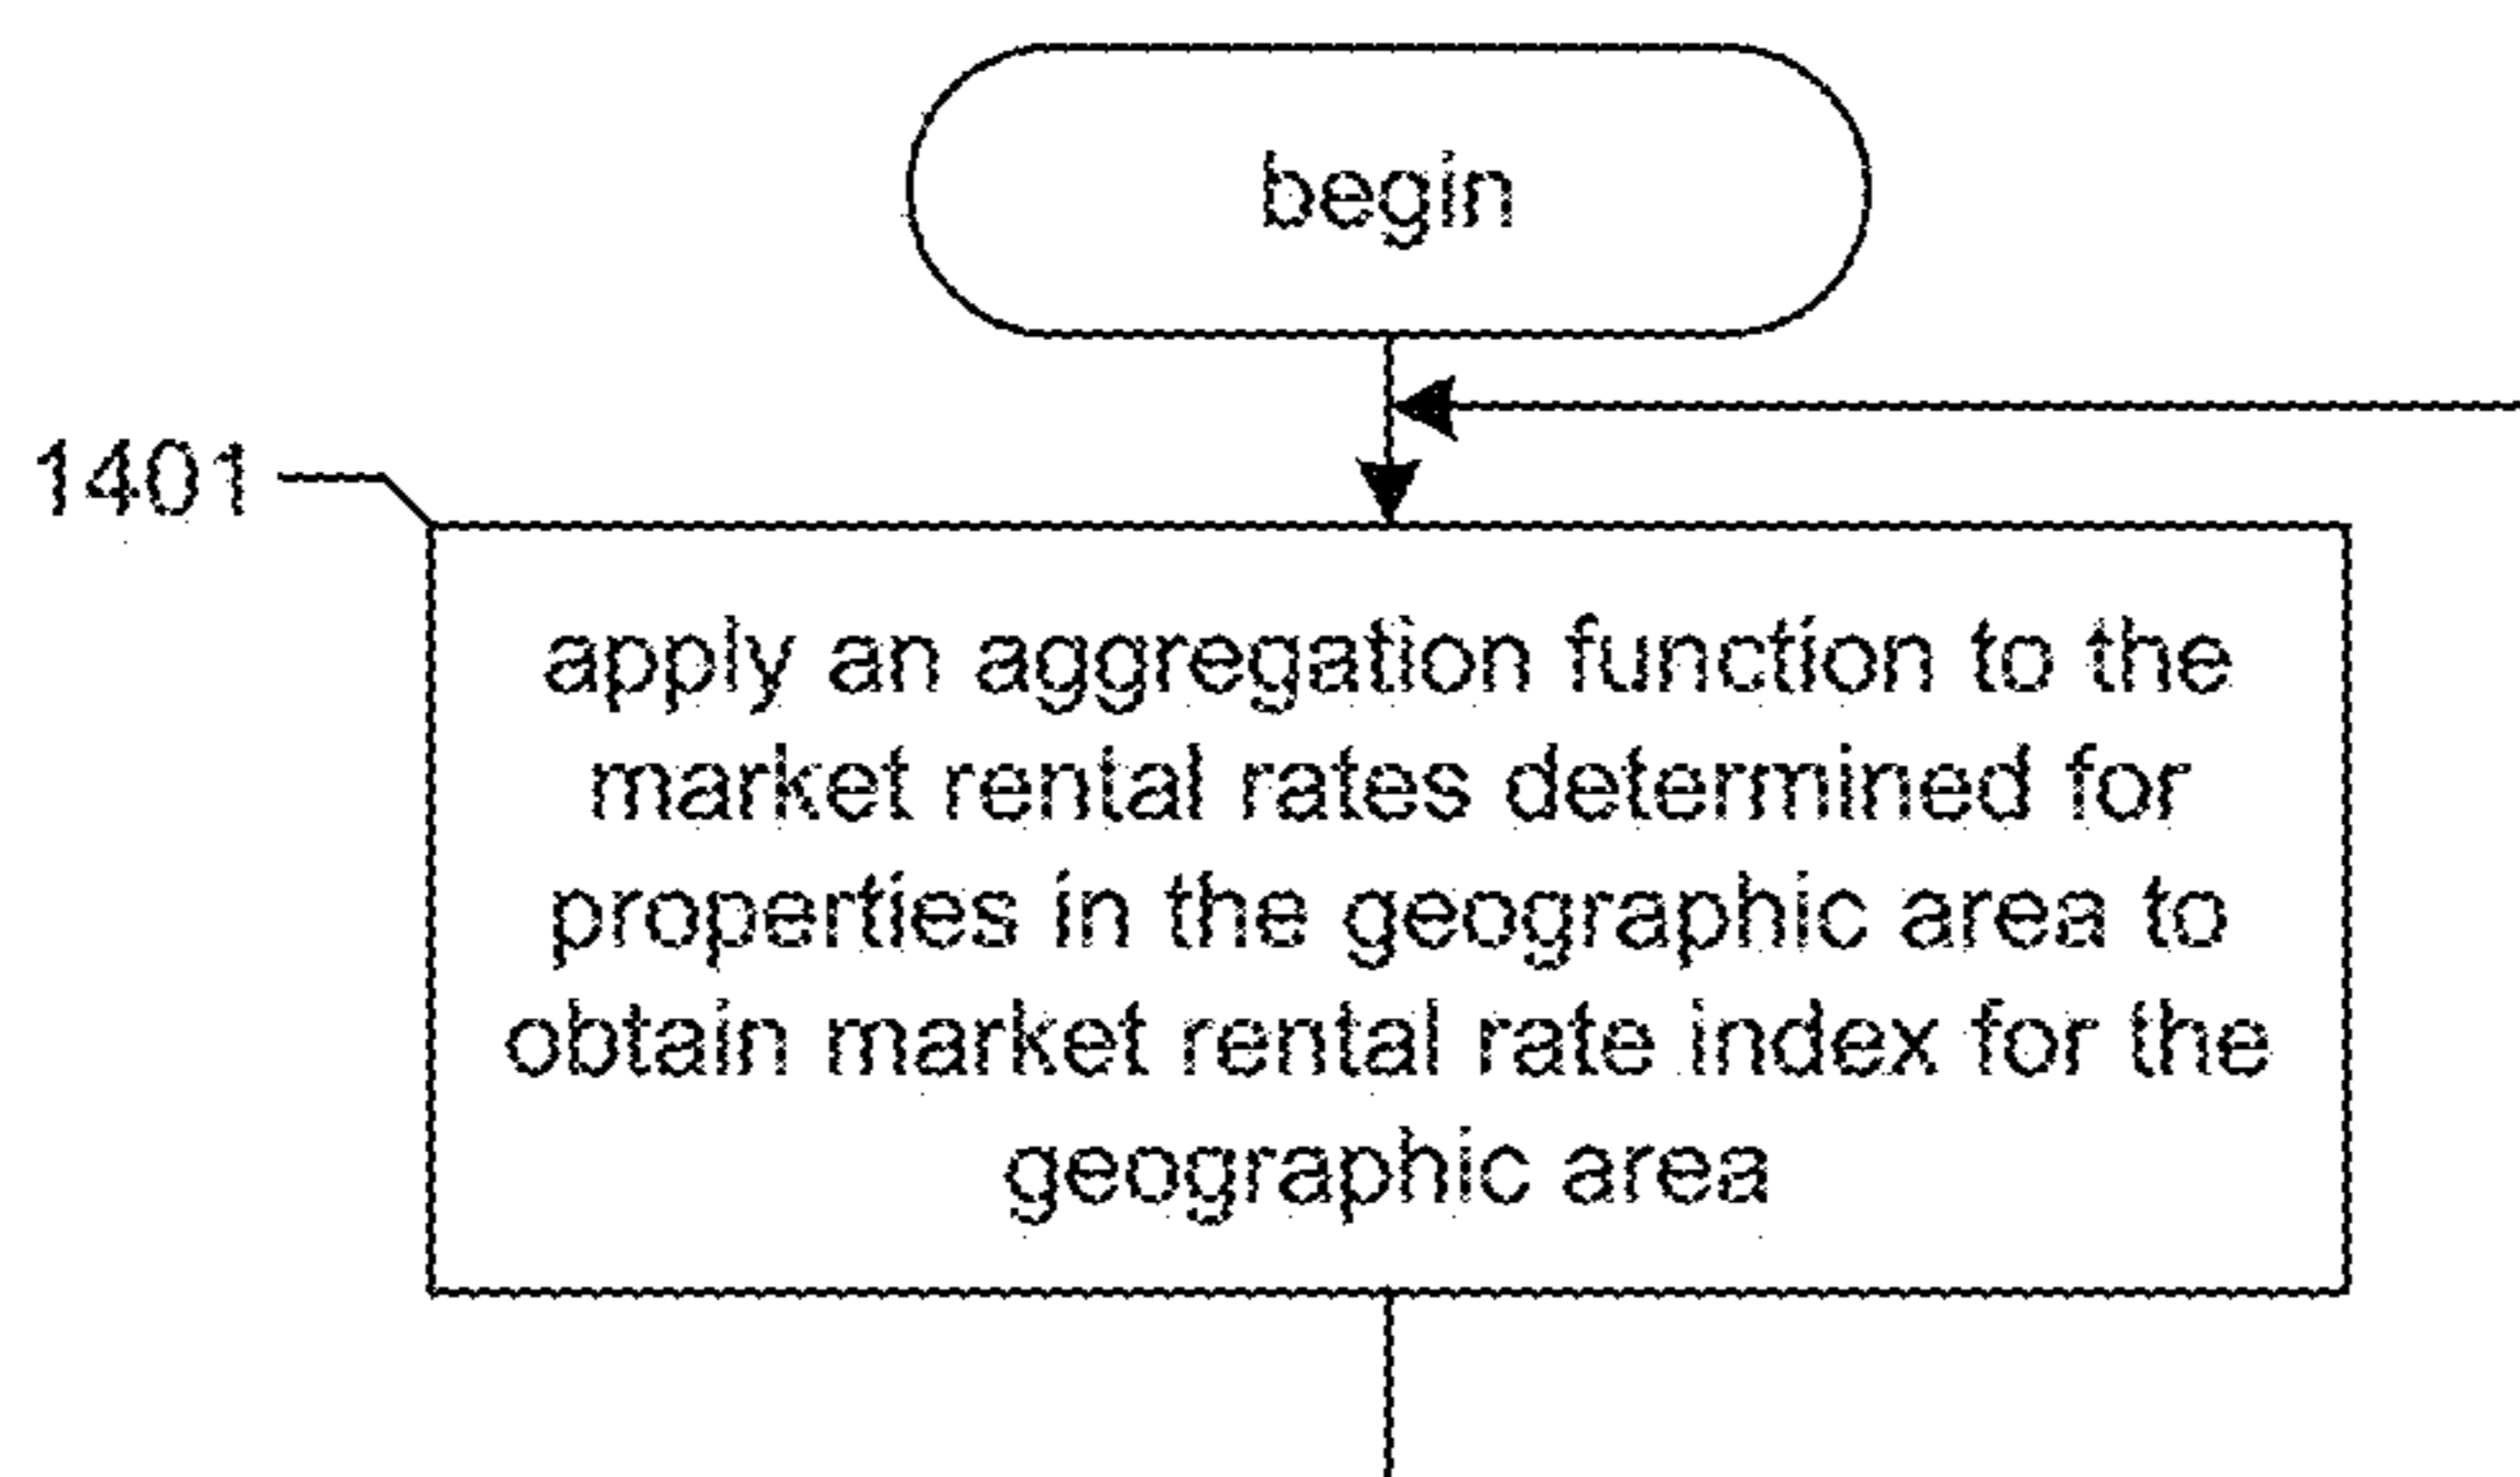 begin
1401
apply an aggregation function to the
market rental rates determined for
properties in the geographic area to
obtain market rental rate index for the
geographic area